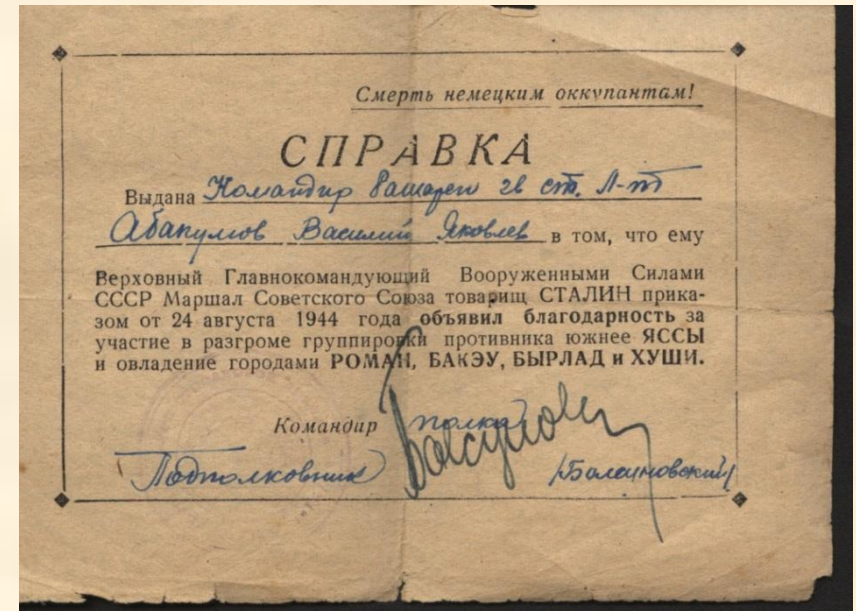 Смерть немецким оккупантам!
СПРАВКА
Выдана Командир батареи гв ст. Л-т
Абакумов Василий Яковлев в том, что ему
Верховный Главнокомандующий Вооруженными Силами
СССР Маршал Советского Союза товарищ СТАЛИН прика-
зом от 24 августа 1944 года объявил благодарность за
участие в разгроме группировки противника южнее ЯССЫ
и овладение городами РОМАН, БАКЭУ, БЫРЛАД и ХУШИ.
Командир полка
Подполковник